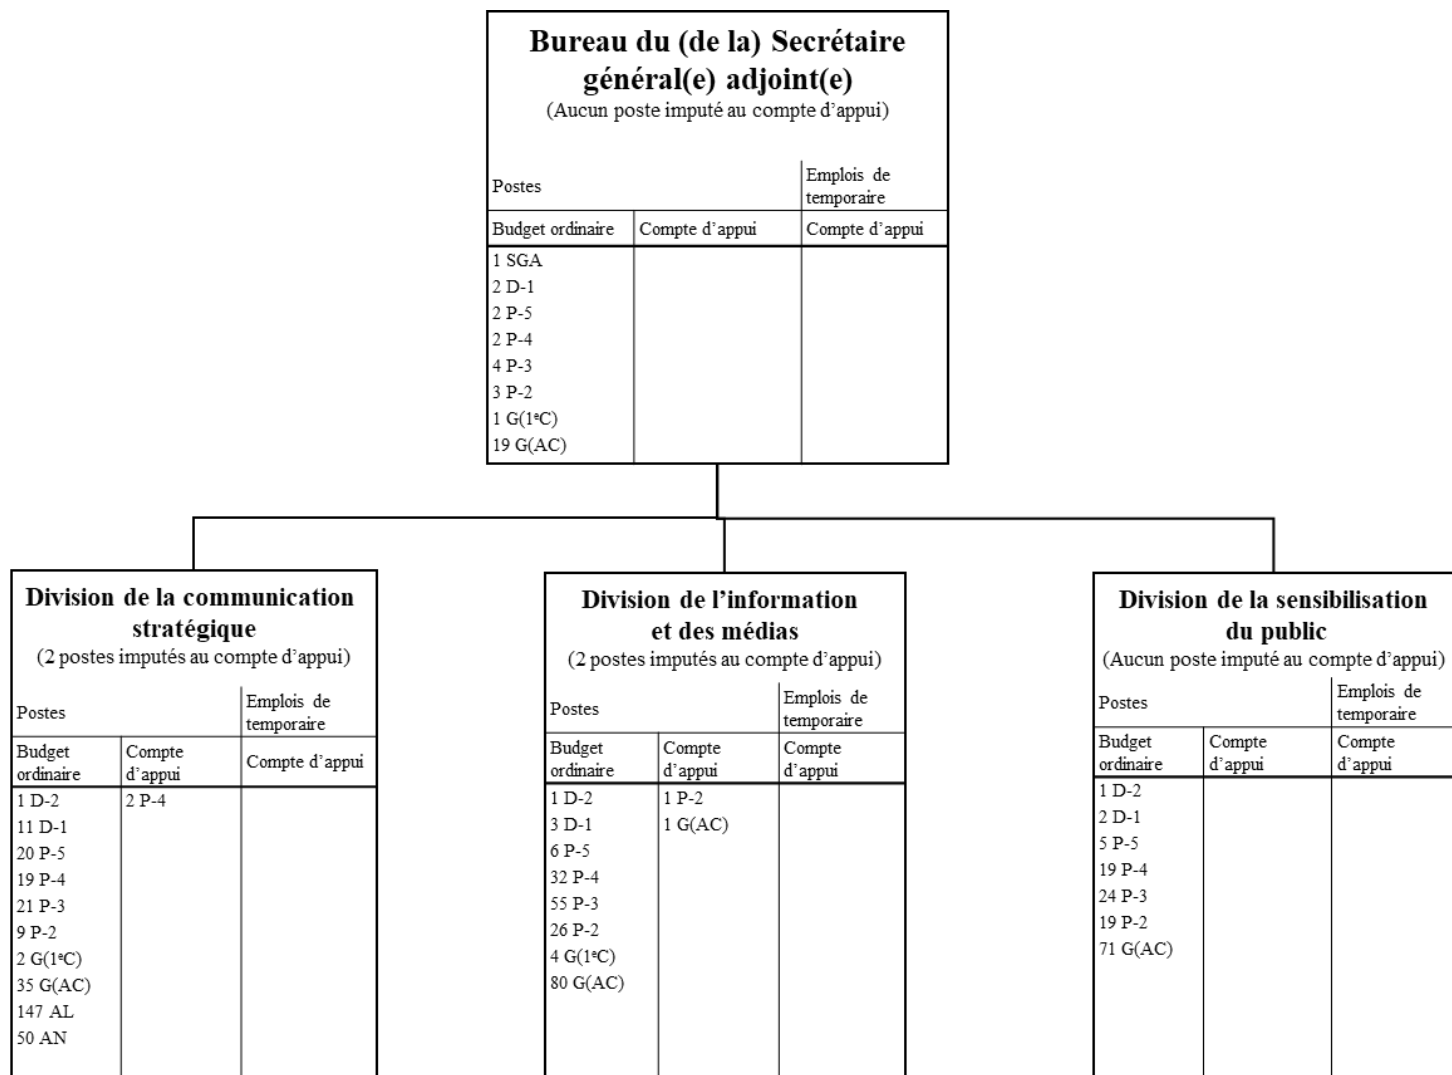 Bureau du (de la) Secrétaire
général(e) adjoint(e)
(Aucun poste imputé au compte d’appui)
Postes
Emplois de
temporaire
Budget ordinaire
Compte d’appui
Compte d’appui
1 SGA
2 D-1
2 P-5
2 P-4
4 P-3
3 P-2
1 G(1ᵉC)
19 G(AC)
Division de la communication
stratégique
(2 postes imputés au compte d’appui)
Postes
Emplois de
temporaire
Budget
ordinaire
Compte
d’appui
Compte d’appui
1 D-2
2 P-4
11 D-1
20 P-5
19 P-4
21 P-3
9 P-2
2 G(1ᵉC)
35 G(AC)
147 AL
50 AN
Division de l’information
et des médias
(2 postes imputés au compte d’appui)
Postes
Emplois de
temporaire
Budget
ordinaire
Compte
d’appui
Compte
d’appui
1 D-2
1 P-2
3 D-1
1 G(AC)
6 P-5
32 P-4
55 P-3
26 P-2
4 G(1ᵉC)
80 G(AC)
Division de la sensibilisation
du public
(Aucun poste imputé au compte d’appui)
Postes
Emplois de
temporaire
Budget
ordinaire
Compte
d’appui
Compte
d’appui
1 D-2
2 D-1
5 P-5
19 P-4
24 P-3
19 P-2
71 G(AC)